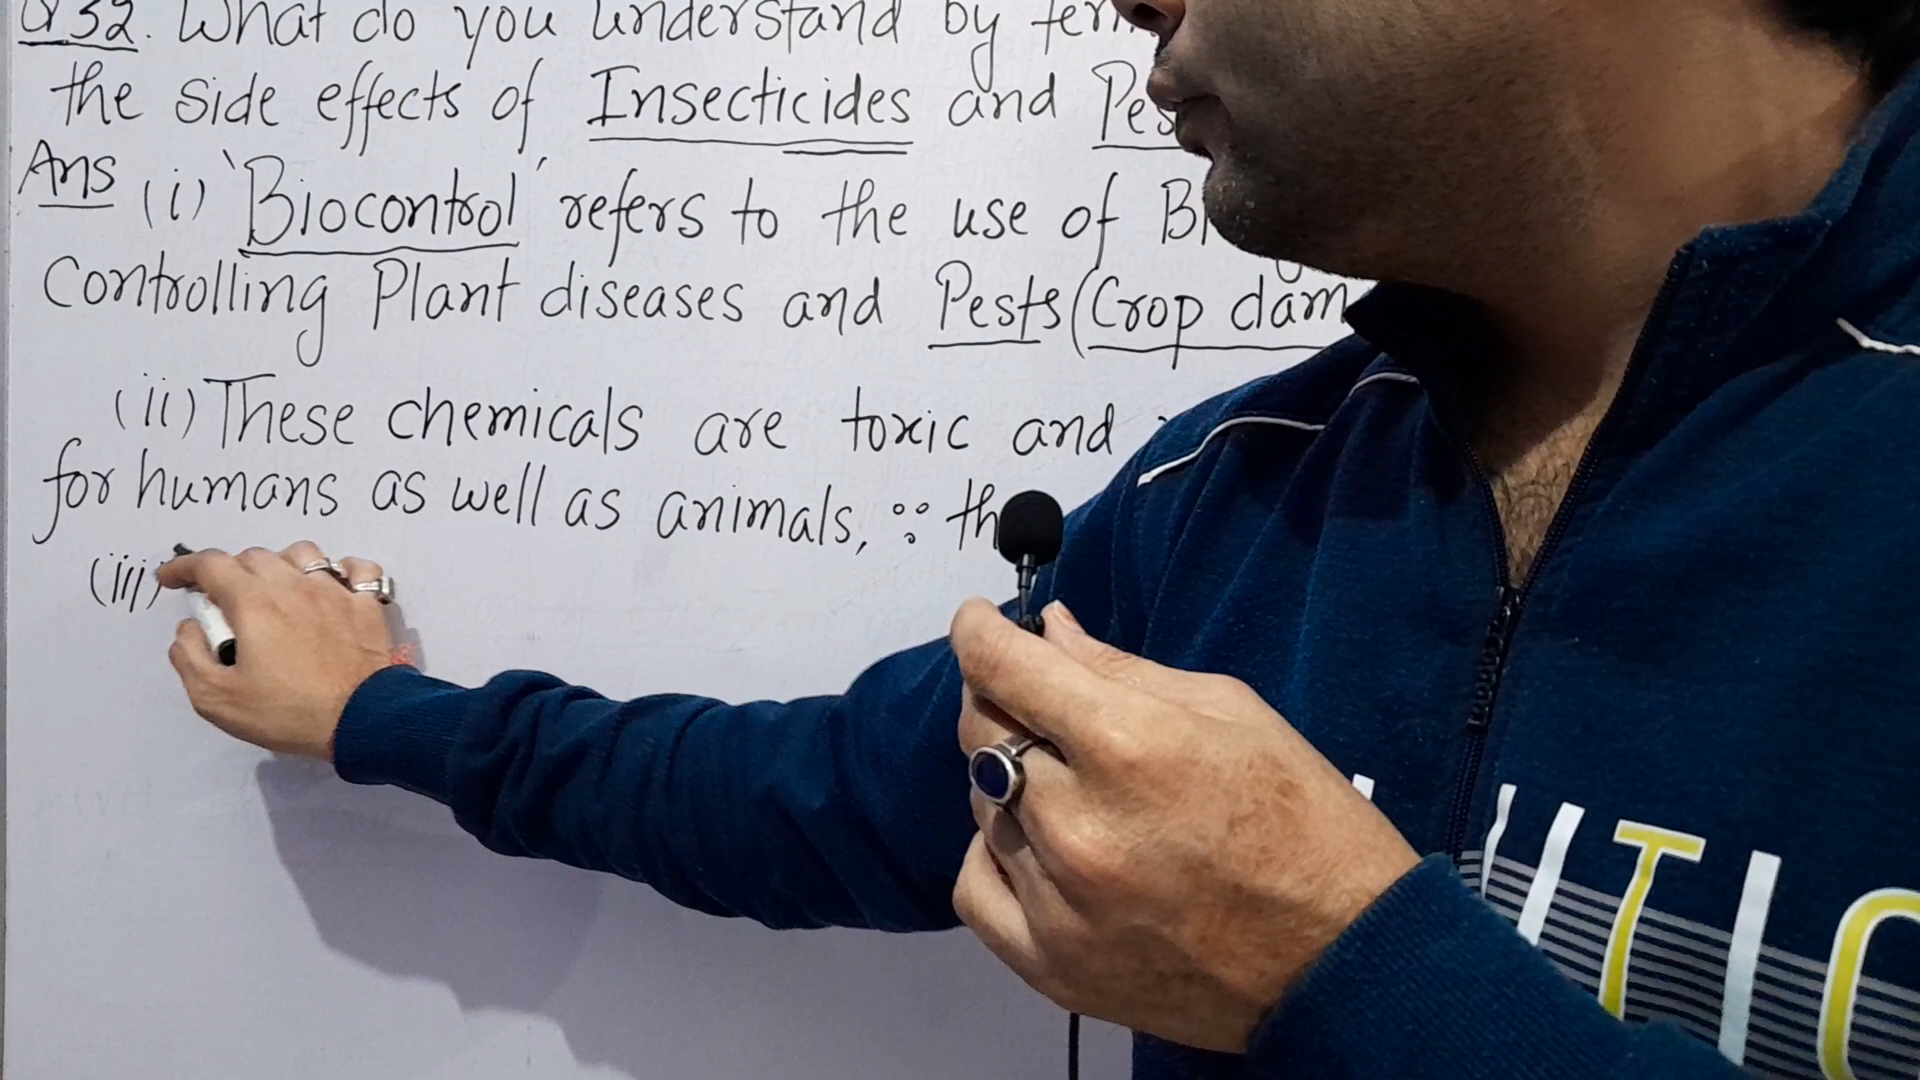 Q32. What do you understand by
the side effects of Insecticides and
Ans (i) 'Biocontrol' refers to the use of
Controlling Plant diseases and Pests (Crop
(ii) These chemicals are toxic and
for humans as well as animals, ∵
(iii)